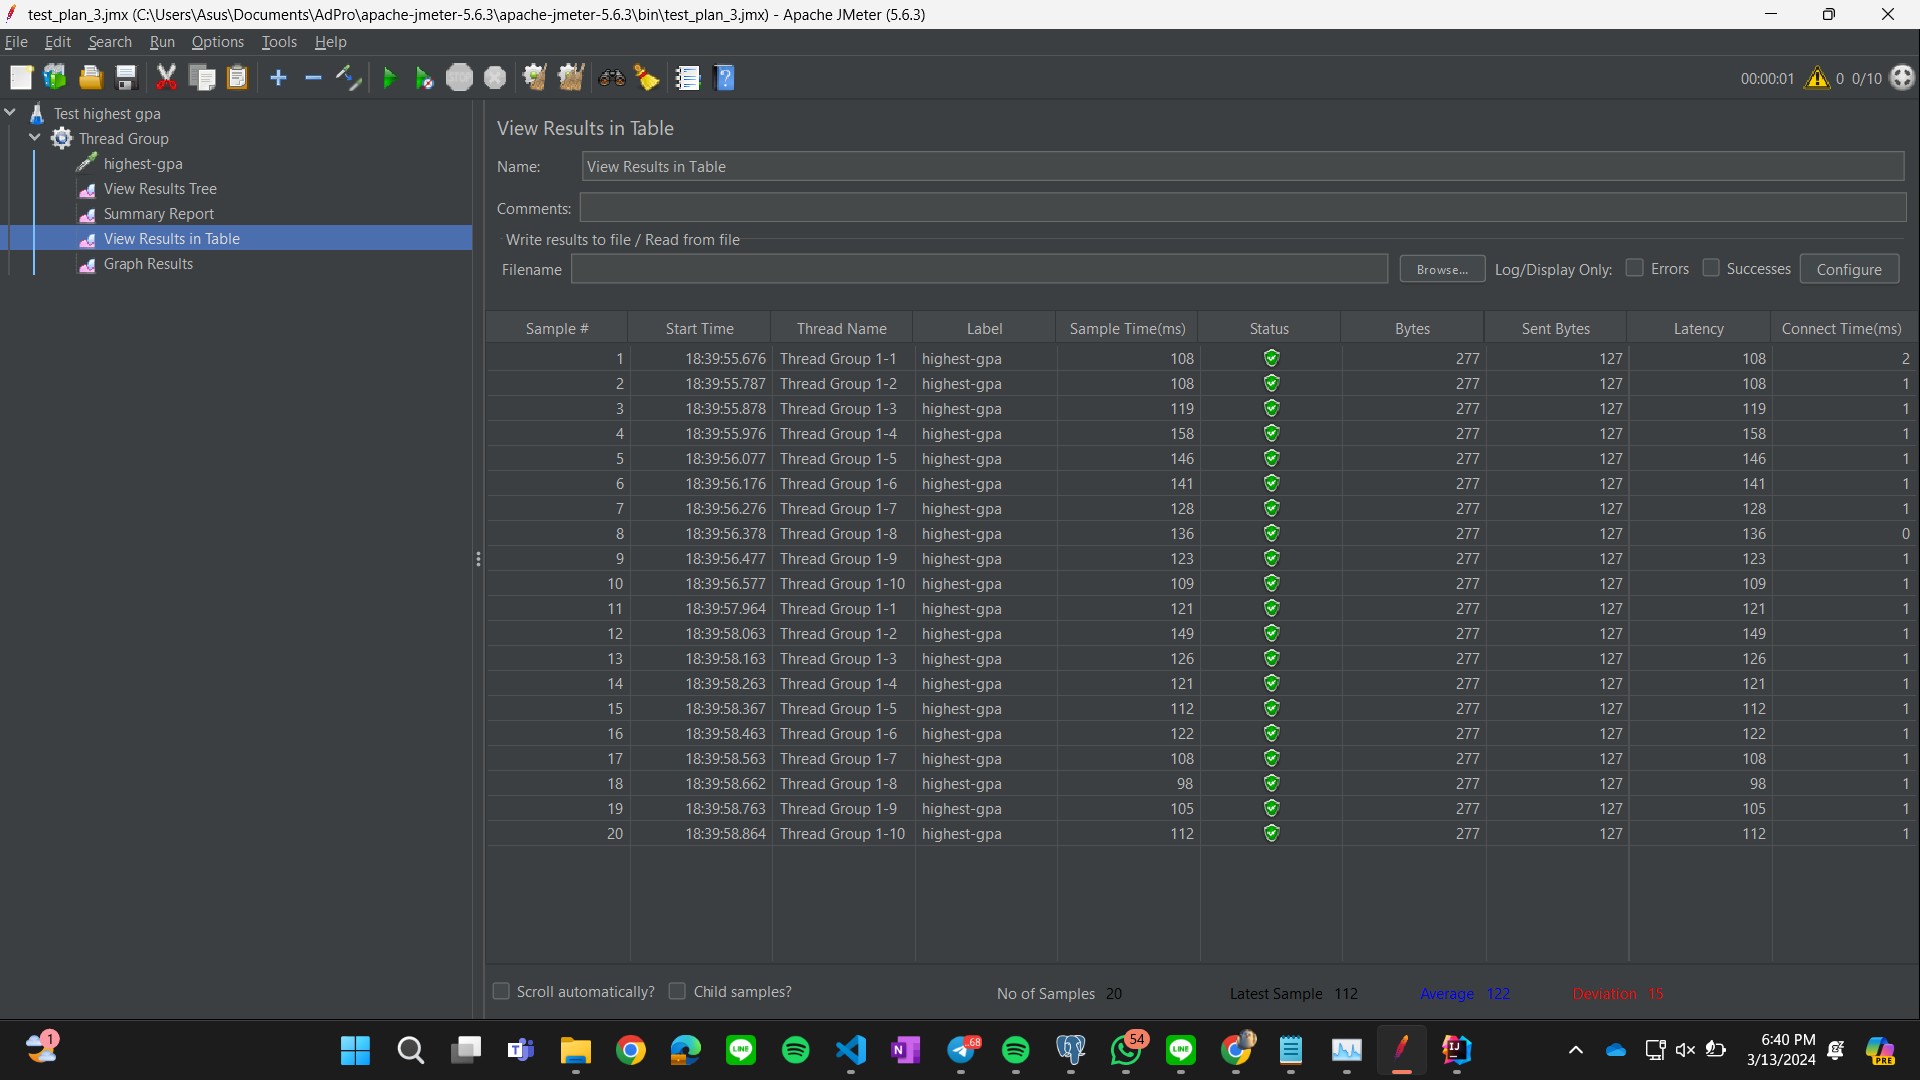 test_plan_3.jmx (C:\Users\Asus\Documents\AdPro\apache-jmeter-5.6.3\apache-jmeter-5.6.3\bin\test_plan_3.jmx) - Apache JMeter (5.6.3)
File Edit Search Run Options Tools Help
STOP 00:00:01 0 0/10
Test highest gpa
Thread Group
highest-gpa
View Results Tree
Summary Report
View Results in Table
Graph Results
View Results in Table
Name: View Results in Table
Comments:
Write results to file / Read from file
Filename Browse... Log/Display Only: Errors Successes Configure
Sample # Start Time Thread Name Label Sample Time(ms) Status Bytes Sent Bytes Latency Connect Time(ms)
1 18:39:55.676 Thread Group 1-1 highest-gpa 108 277 127 108 2
2 18:39:55.787 Thread Group 1-2 highest-gpa 108 277 127 108 1
3 18:39:55.878 Thread Group 1-3 highest-gpa 119 277 127 119 1
4 18:39:55.976 Thread Group 1-4 highest-gpa 158 277 127 158 1
5 18:39:56.077 Thread Group 1-5 highest-gpa 146 277 127 146 1
6 18:39:56.176 Thread Group 1-6 highest-gpa 141 277 127 141 1
7 18:39:56.276 Thread Group 1-7 highest-gpa 128 277 127 128 1
8 18:39:56.378 Thread Group 1-8 highest-gpa 136 277 127 136 0
9 18:39:56.477 Thread Group 1-9 highest-gpa 123 277 127 123 1
10 18:39:56.577 Thread Group 1-10 highest-gpa 109 277 127 109 1
11 18:39:57.964 Thread Group 1-1 highest-gpa 121 277 127 121 1
12 18:39:58.063 Thread Group 1-2 highest-gpa 149 277 127 149 1
13 18:39:58.163 Thread Group 1-3 highest-gpa 126 277 127 126 1
14 18:39:58.263 Thread Group 1-4 highest-gpa 121 277 127 121 1
15 18:39:58.367 Thread Group 1-5 highest-gpa 112 277 127 112 1
16 18:39:58.463 Thread Group 1-6 highest-gpa 122 277 127 122 1
17 18:39:58.563 Thread Group 1-7 highest-gpa 108 277 127 108 1
18 18:39:58.662 Thread Group 1-8 highest-gpa 98 277 127 98 1
19 18:39:58.763 Thread Group 1-9 highest-gpa 105 277 127 105 1
20 18:39:58.864 Thread Group 1-10 highest-gpa 112 277 127 112 1
Scroll automatically? Child samples? No of Samples 20 Latest Sample 112 Average 122 Deviation 15
1 LINE N .68 54 LINE IJ 6:40 PM PRE
3/13/2024